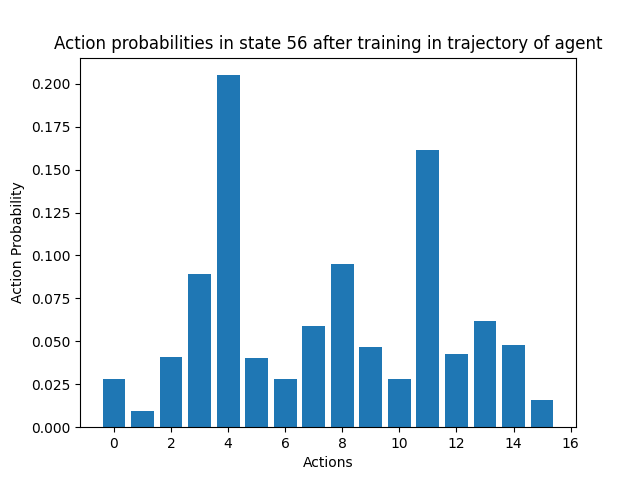 Action probabilities in state 56 after training in trajectory of agent
0.200
0.175
0.150
0.125
0.100
0.075
0.050
0.025
0.000
Action Probability
0 2 4 6 8 10 12 14 16
Actions